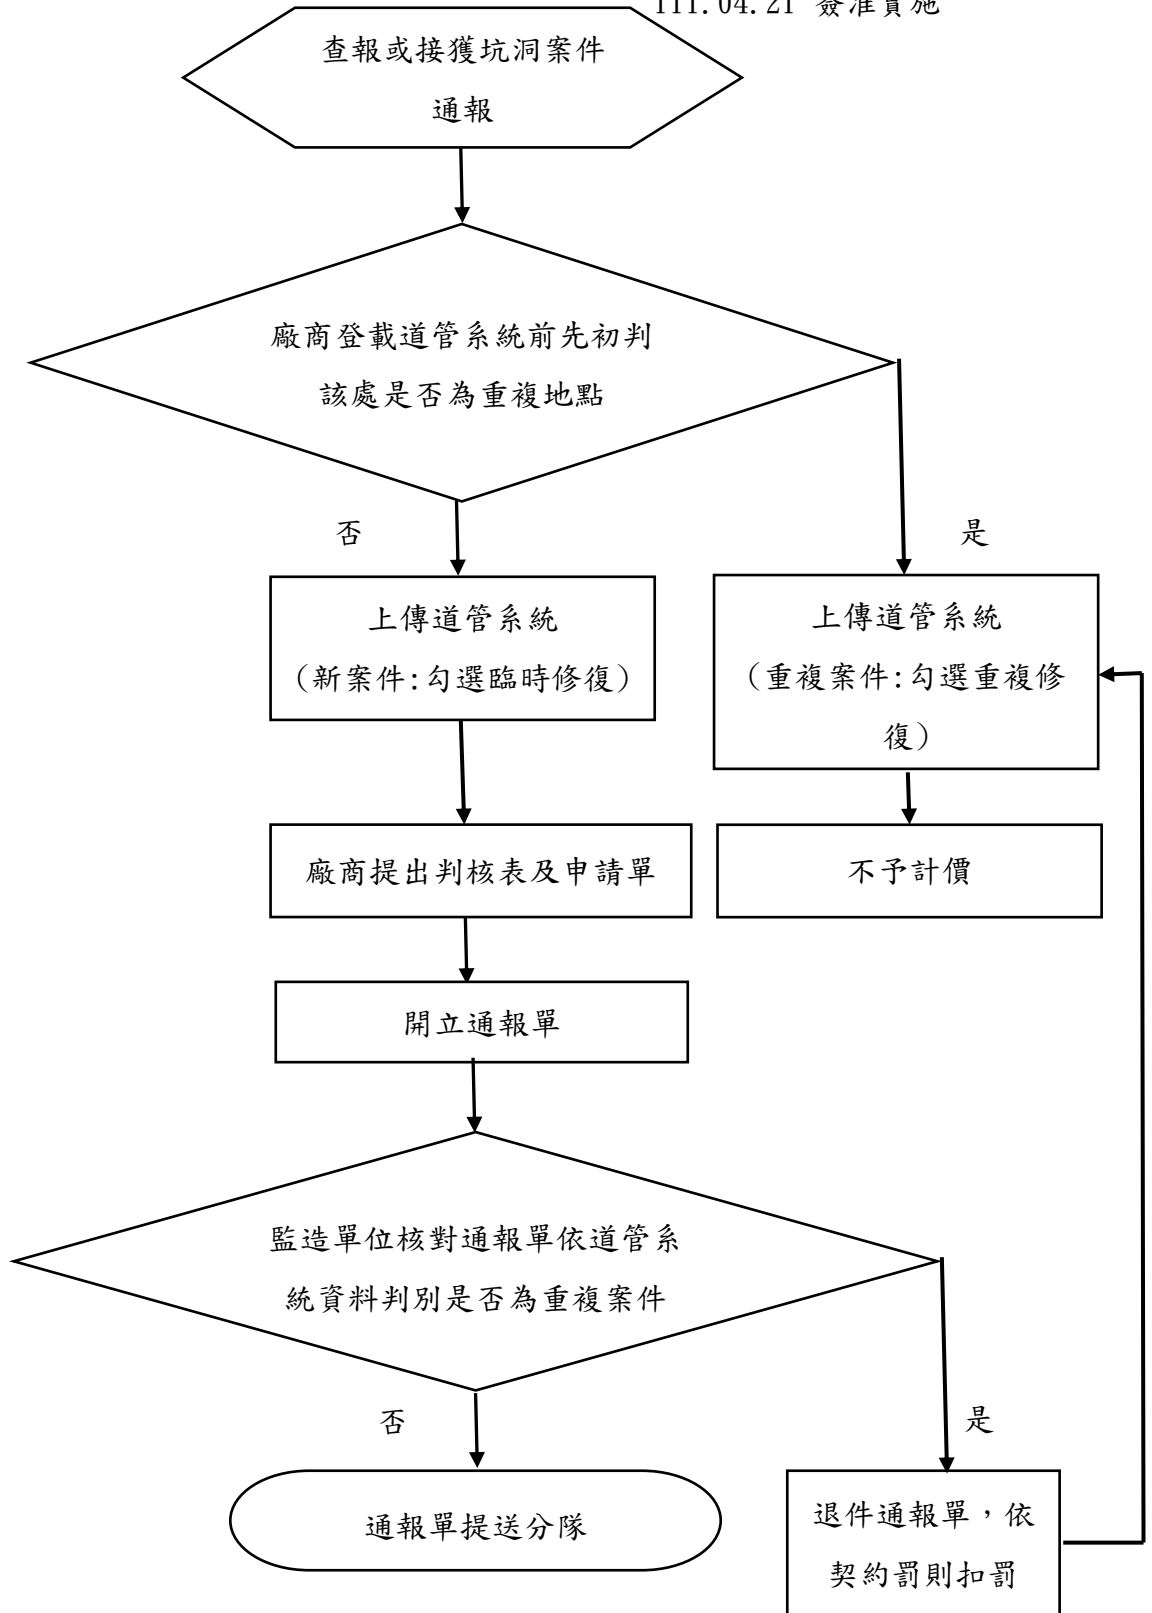 111.04.21 簽准實施
查報或接獲坑洞案件
通報
廠商登載道管系統前先初判
該處是否為重複地點
否
是
上傳道管系統
（新案件:勾選臨時修復）
上傳道管系統
（重複案件:勾選重複修
復）
廠商提出判核表及申請單
不予計價
開立通報單
監造單位核對通報單依道管系
統資料判別是否為重複案件
否
是
通報單提送分隊
退件通報單，依
契約罰則扣罰